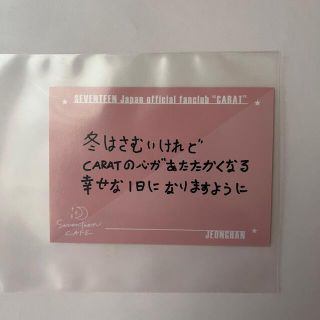 SEVENTEEN Japan official fanclub "CARAT"
冬はさむいけれど
CARATの心があたたかくなる
幸せな1日になりますように
Seventeen
CAFE
JEONGHAN